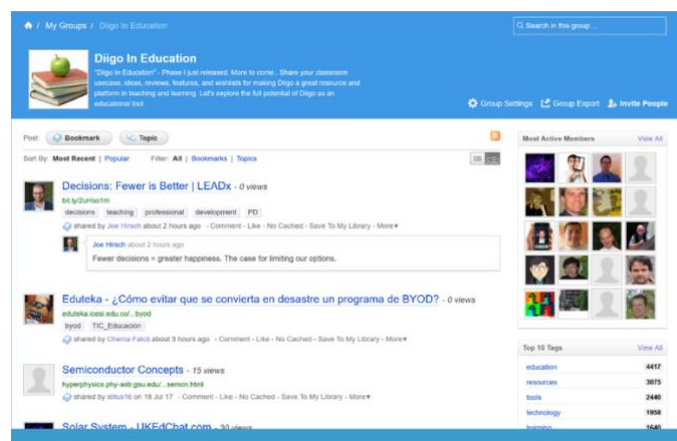 My Groups / Diigo In Education
Search in this group ...
Diigo In Education
"Diigo In Education" - Phase I just released. More to come.. Share your classroom
usecase, ideas, reviews, features, and wishlists for making Diigo a great resource and
platform in teaching and learning. Let's explore the full potential of Diigo as an
educational tool.
Group Settings Group Export Invite People
Post: Bookmark Topic
Sort By: Most Recent | Popular Filter: All | Bookmarks | Topics
Decisions: Fewer is Better | LEADx - 0 views
bit.ly/2uHso1m
decisions teaching professional development PD
shared by Joe Hirsch about 2 hours ago - Comment - Like - No Cached - Save To My Library - More▾
Joe Hirsch about 2 hours ago
Fewer decisions = greater happiness. The case for limiting our options.
Eduteka - ¿Cómo evitar que se convierta en desastre un programa de BYOD? - 0 views
eduteka.icesi.edu.co/...byod
byod TIC_Educación
shared by Chema Falcó about 3 hours ago - Comment - Like - No Cached - Save To My Library - More▾
Semiconductor Concepts - 15 views
hyperphysics.phy-astr.gsu.edu/...semcn.html
shared by stitus16 on 18 Jul 17 - Comment - Like - No Cached - Save To My Library - More▾
Solar System - UKEdChat.com - 30 views
Most Active Members View All
Top 10 Tags View All
education 4417
resources 3075
tools 2440
technology 1958
learning 1640